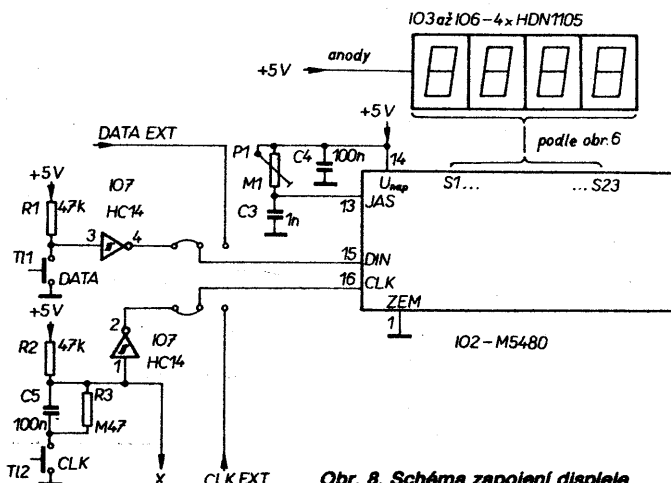 IO3 až IO6 - 4x HDN1105
anody
+5V
+5V
podle obr. 6
DATA EXT
P1
M1
C4
100n
14
Unap
S1...
...S23
13
JAS
C3
1n
+5V
R1
47k
IO7
HC14
3
4
Tl1
DATA
15
DIN
16
CLK
ZEM
1
IO2 - M5480
+5V
R2
47k
2
IO7
HC14
1
C5
100n
R3
M47
Tl2
CLK
X
CLK EXT
Obr. 8. Schéma zapojení displeje